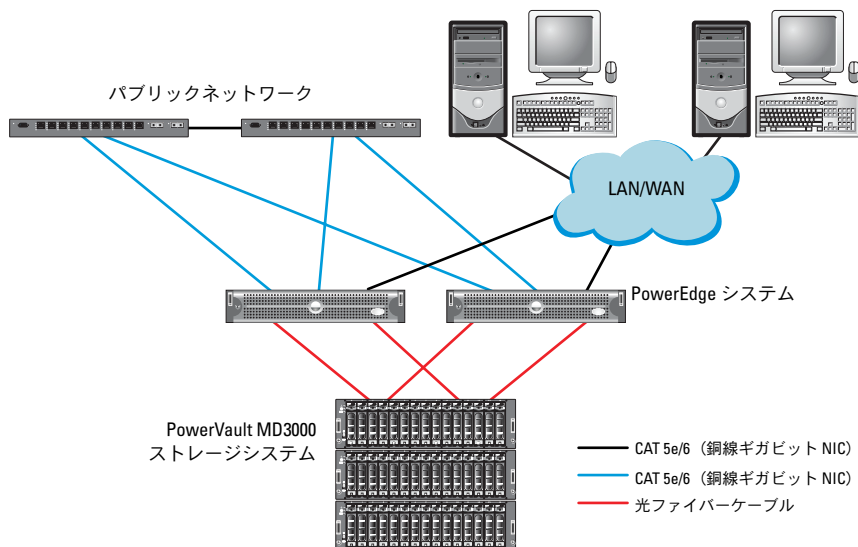 パブリックネットワーク
LAN/WAN
PowerEdge システム
PowerVault MD3000
ストレージシステム
CAT 5e/6（銅線ギガビット NIC）
CAT 5e/6（銅線ギガビット NIC）
光ファイバーケーブル